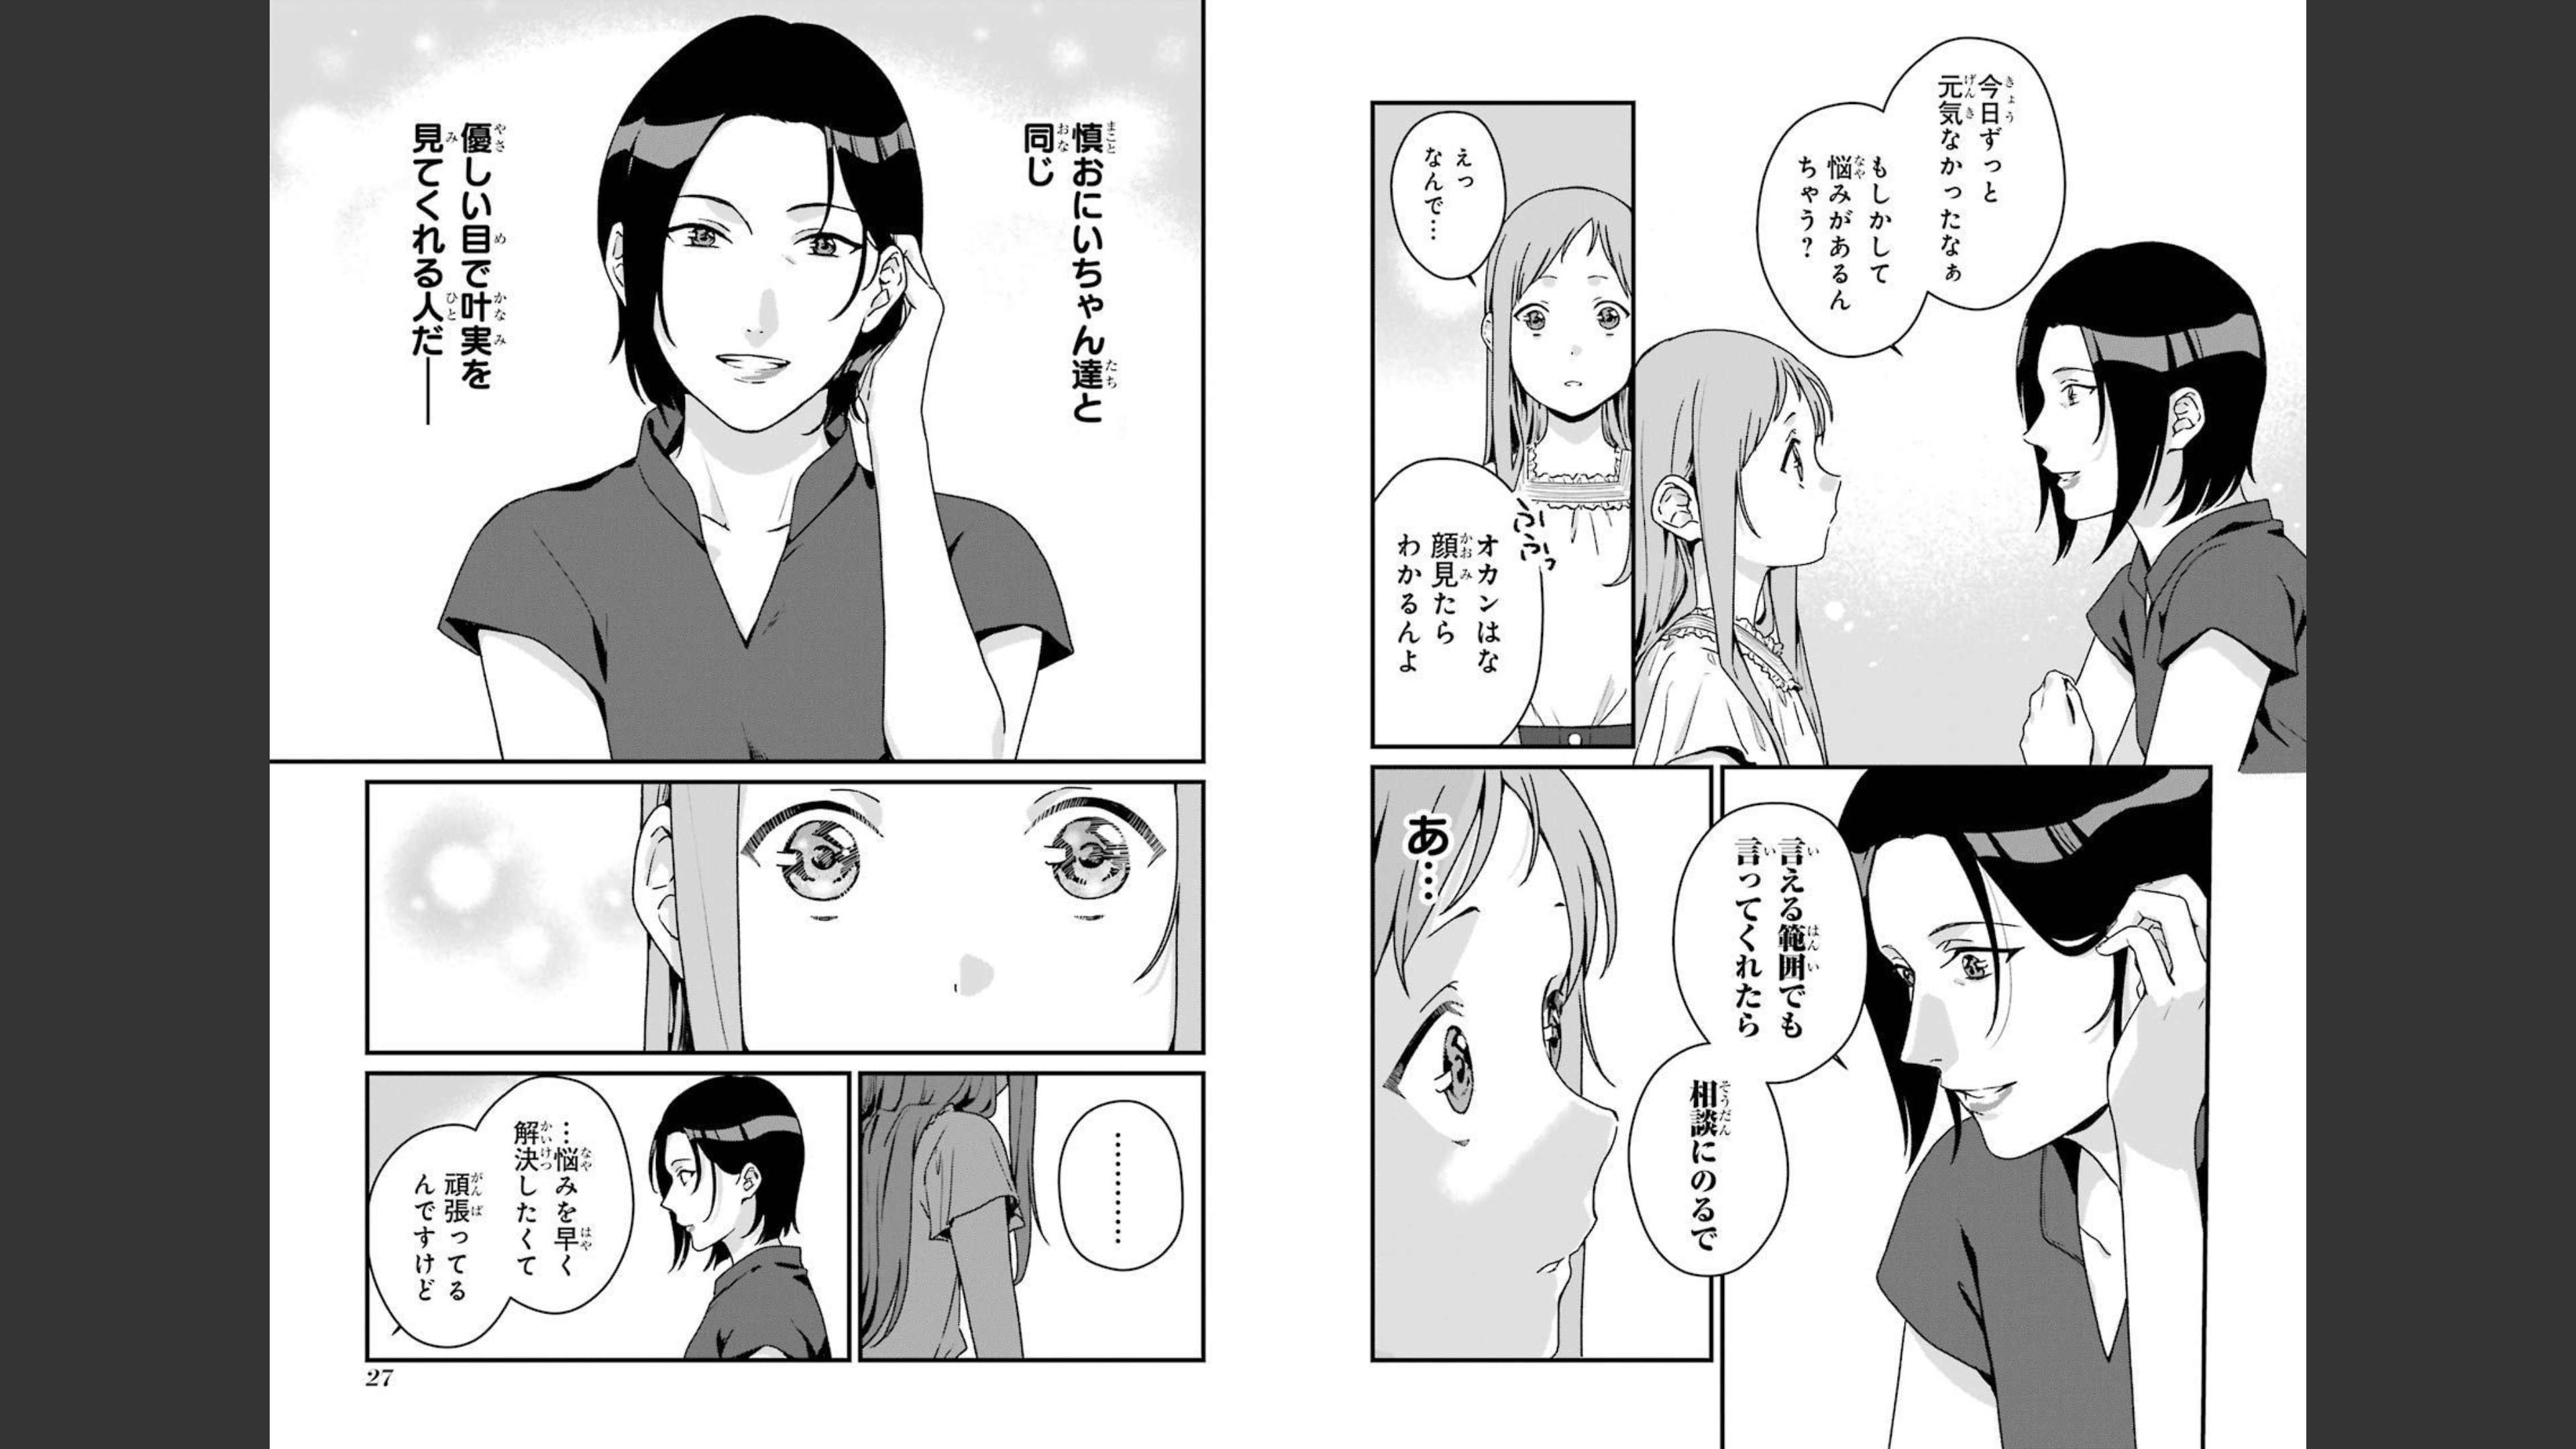 今日ずっと
元気なかったなぁ
もしかして
悩みがあるん
ちゃう?
えっ
なんで…
ふふっ
オカンはな
顔見たら
わかるんよ
言える範囲でも
言ってくれたら
相談にのるで
あ…
慎おにいちゃん達と
同じ
優しい目で叶実を
見てくれる人だ――
…………
…悩みを早く
解決したくて
頑張ってる
んですけど
27